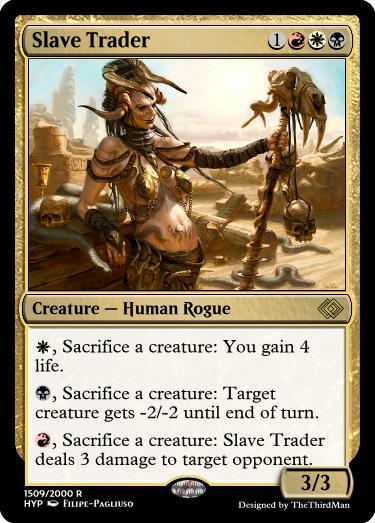 Slave Trader 1
Creature — Human Rogue
, Sacrifice a creature: You gain 4
life.
, Sacrifice a creature: Target
creature gets -2/-2 until end of turn.
, Sacrifice a creature: Slave Trader
deals 3 damage to target opponent.
3/3
1509/2000 R
HYP Filipe-Pagliuso
Designed by TheThirdMan